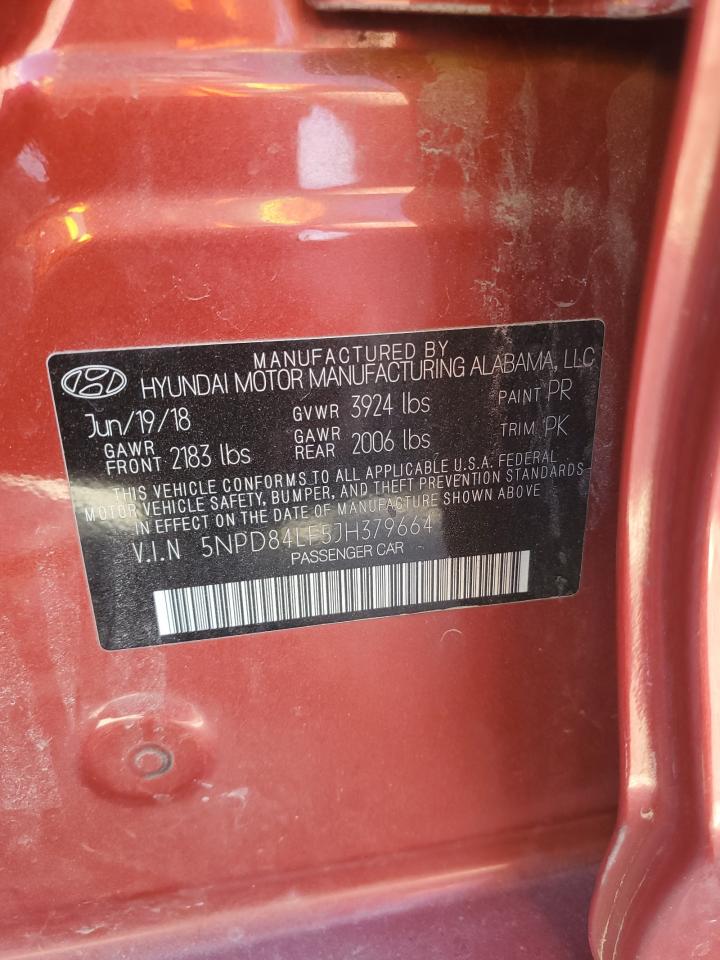 MANUFACTURED BY
HYUNDAI MOTOR MANUFACTURING ALABAMA, LLC
Jun/19/18 GVWR 3924 lbs PAINT PR
GAWR FRONT 2183 lbs GAWR REAR 2006 lbs TRIM PK
THIS VEHICLE CONFORMS TO ALL APPLICABLE U.S.A. FEDERAL
MOTOR VEHICLE SAFETY, BUMPER, AND THEFT PREVENTION STANDARDS
IN EFFECT ON THE DATE OF MANUFACTURE SHOWN ABOVE
V.I.N 5NPD84LF5JH379664
PASSENGER CAR